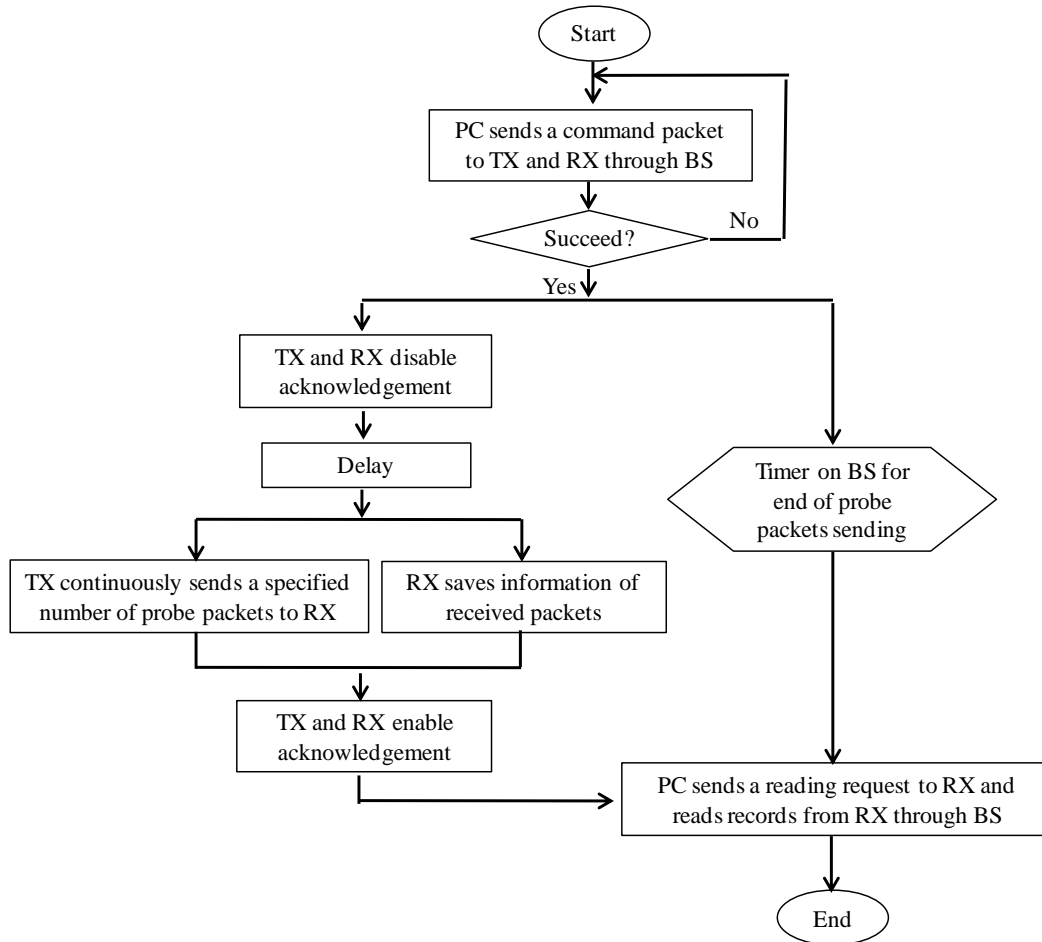 Start
PC sends a command packet
to TX and RX through BS
No
Succeed?
Yes
TX and RX disable
acknowledgement
Delay
Timer on BS for
end of probe
packets sending
TX continuously sends a specified
number of probe packets to RX
RX saves information of
received packets
TX and RX enable
acknowledgement
PC sends a reading request to RX and
reads records from RX through BS
End